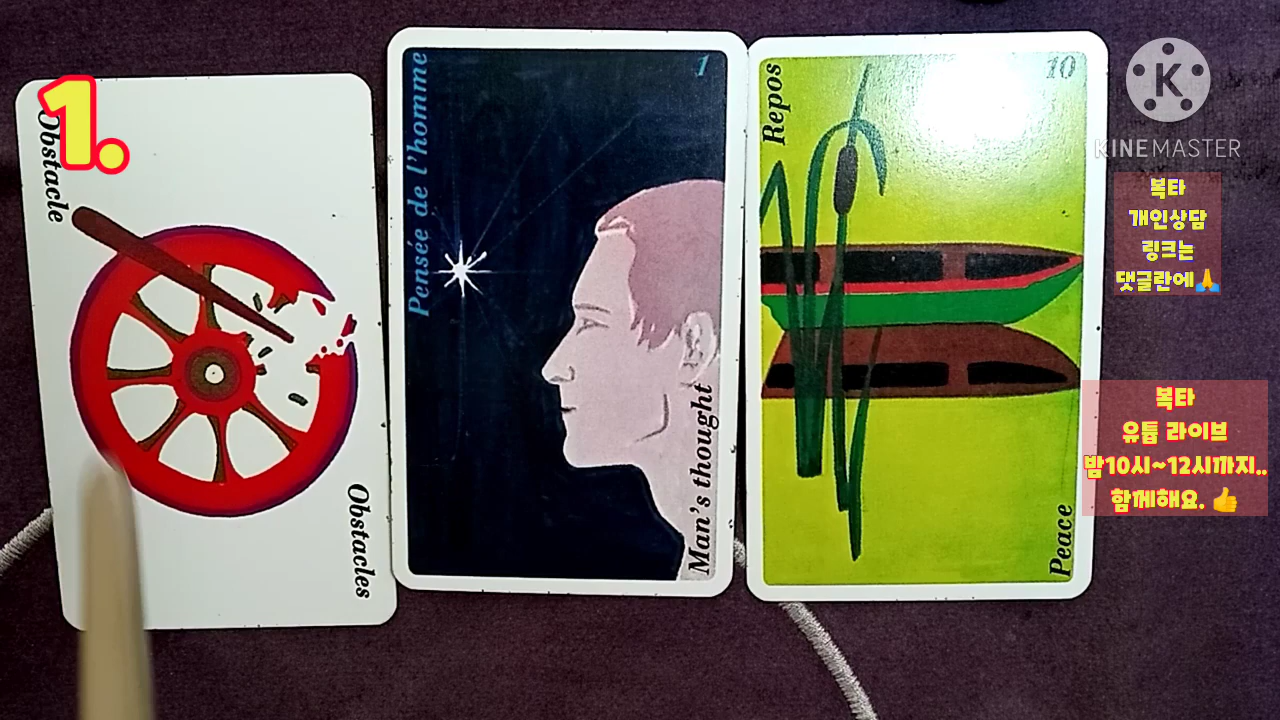 1.
Obstacle
Obstacles
Pensée de l'homme
1
Man's thought
Repos
10
Peace
K
KINEMASTER
복타
개인상담
링크는
댓글란에🙏
복타
유튭 라이브
밤10시~12시까지..
함께해요. 👍